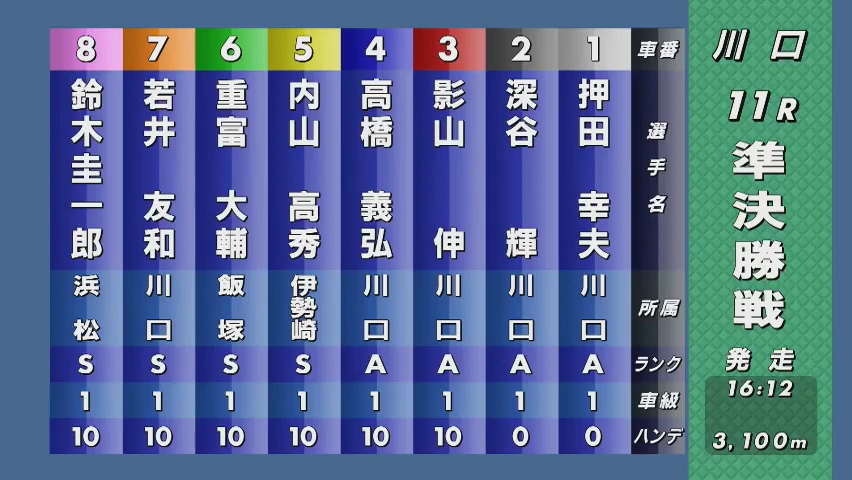 川口
11R
準決勝戦
発走
16:12
3,100m
車番 選手名 所属 ランク 車級 ハンデ
1 押田幸夫 川口 A 1 0
2 深谷輝 川口 A 1 0
3 影山伸 川口 A 1 10
4 高橋義弘 川口 A 1 10
5 内山高秀 伊勢崎 S 1 10
6 重富大輔 飯塚 S 1 10
7 若井友和 川口 S 1 10
8 鈴木圭一郎 浜松 S 1 10